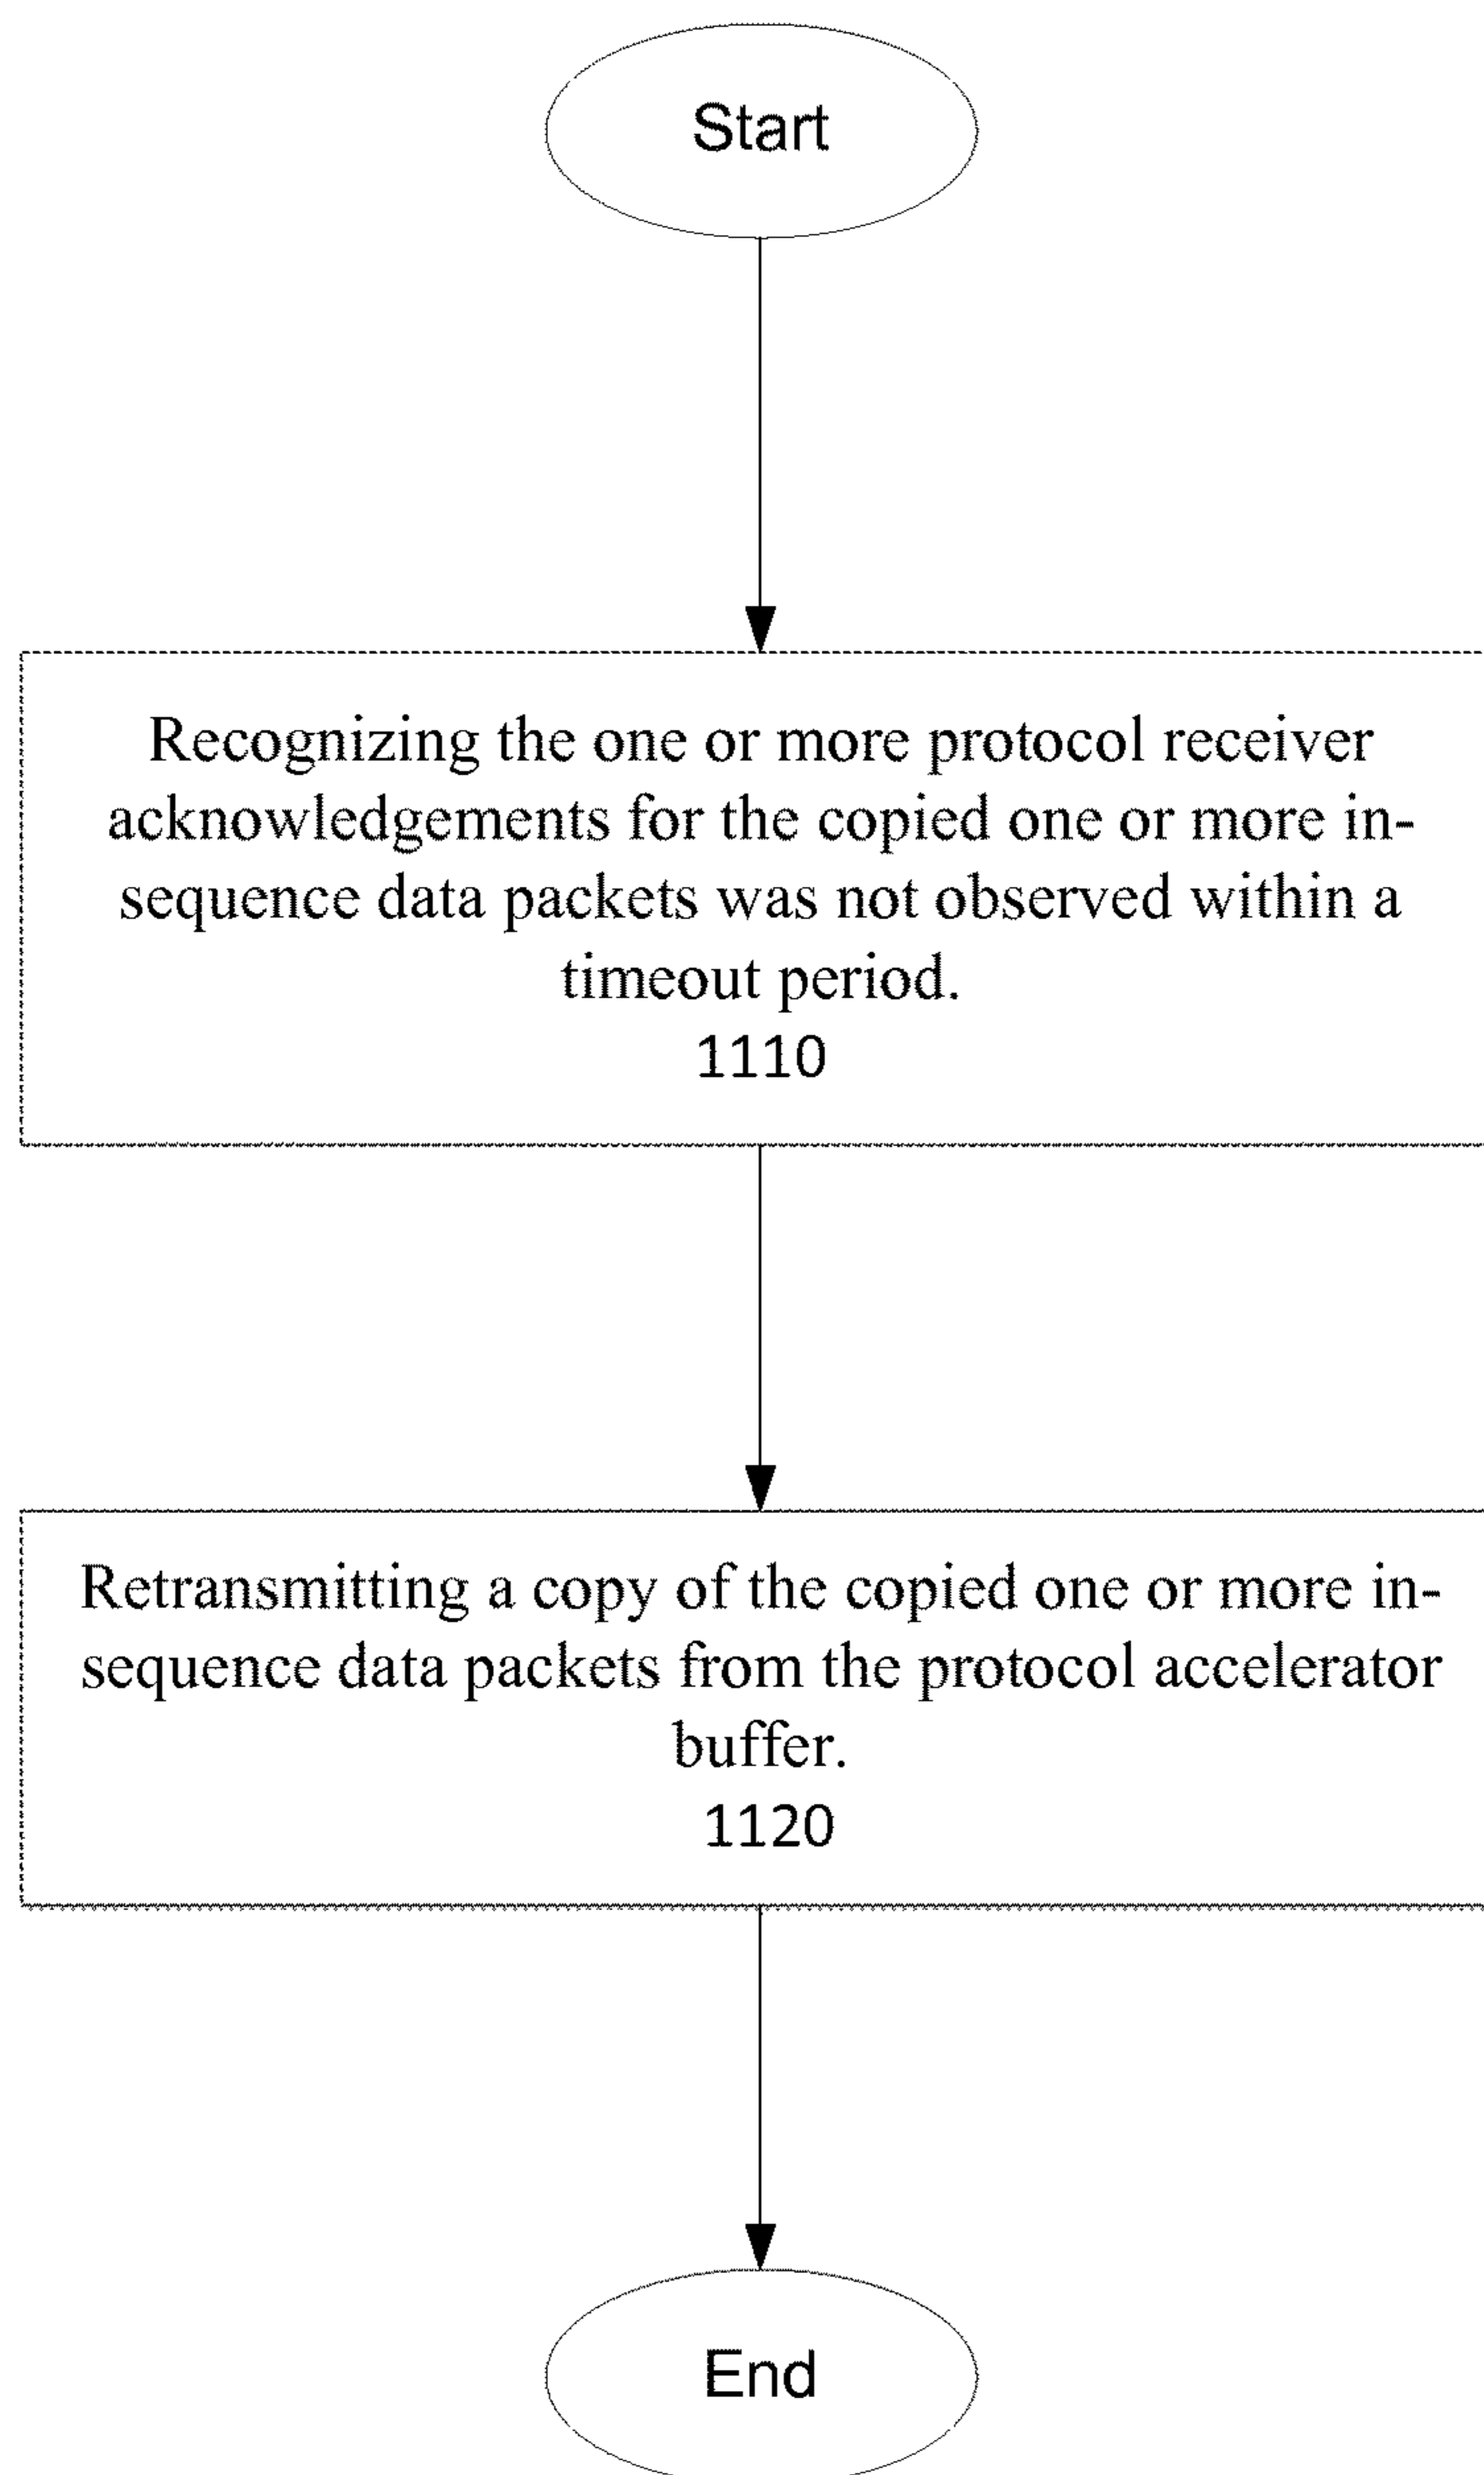 Start
Recognizing the one or more protocol receiver
acknowledgements for the copied one or more in-
sequence data packets was not observed within a
timeout period.
1110
Retransmitting a copy of the copied one or more in-
sequence data packets from the protocol accelerator
buffer.
1120
End